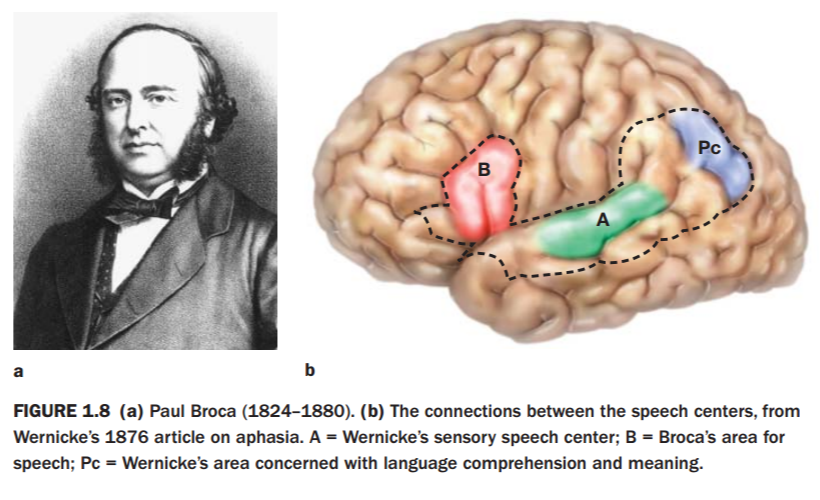 B
Pc
A
a
b
FIGURE 1.8 (a) Paul Broca (1824–1880). (b) The connections between the speech centers, from
Wernicke’s 1876 article on aphasia. A = Wernicke’s sensory speech center; B = Broca’s area for
speech; Pc = Wernicke’s area concerned with language comprehension and meaning.